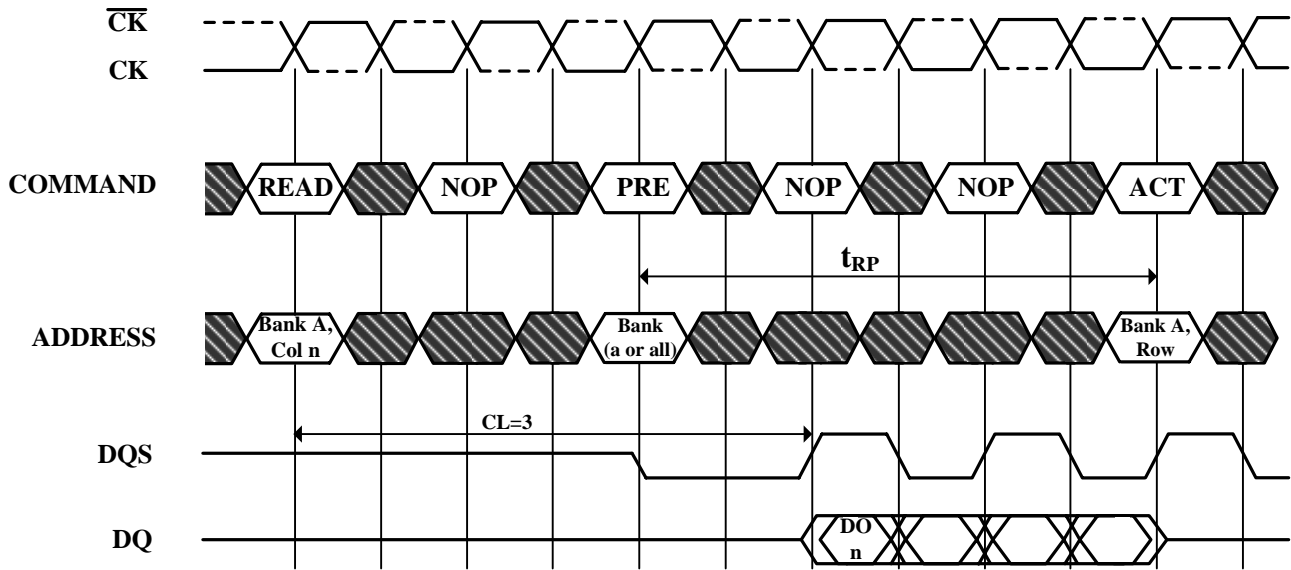 CK
CK
COMMAND
READ
NOP
PRE
NOP
NOP
ACT
tRP
ADDRESS
Bank A,
Col n
Bank
(a or all)
Bank A,
Row
CL=3
DQS
DQ
DO
n